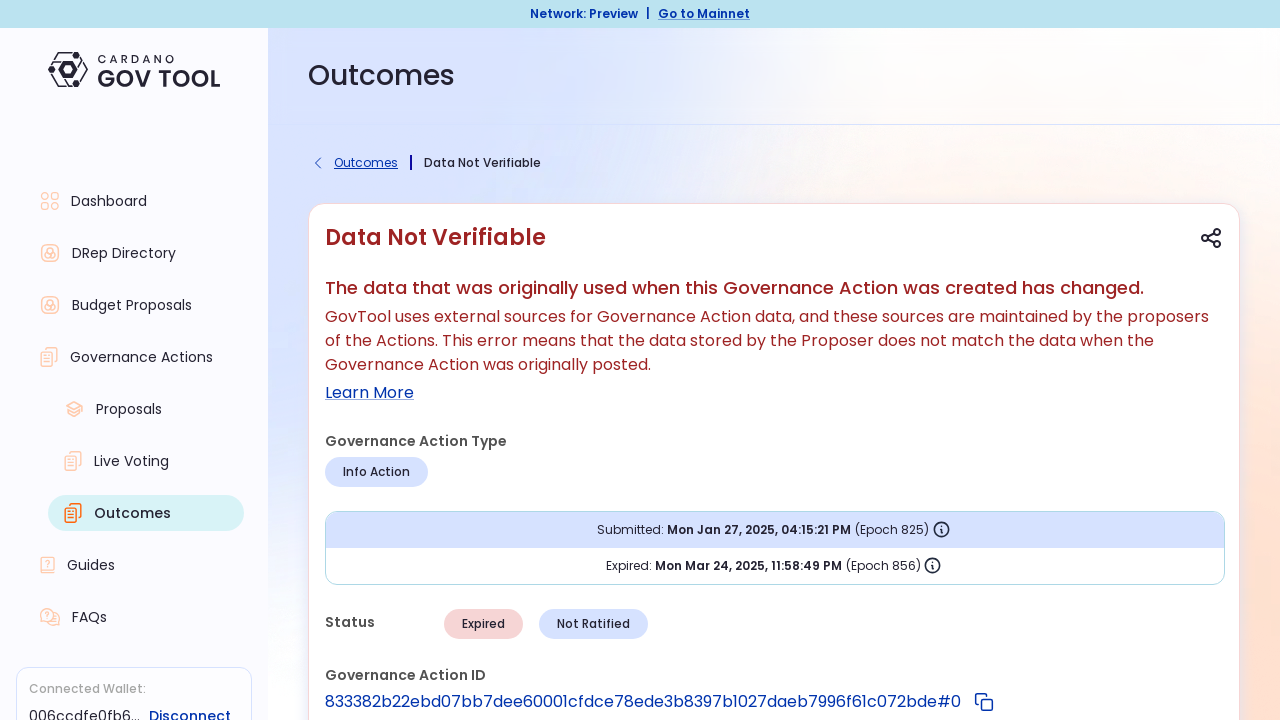 Network: Preview | Go to Mainnet
CARDANO
GOV TOOL
Outcomes
Outcomes | Data Not Verifiable
Dashboard
DRep Directory
Budget Proposals
Governance Actions
Proposals
Live Voting
Outcomes
Guides
FAQs
Connected Wallet:
006ccdfe0fb6... Disconnect
Data Not Verifiable
The data that was originally used when this Governance Action was created has changed.
GovTool uses external sources for Governance Action data, and these sources are maintained by the proposers
of the Actions. This error means that the data stored by the Proposer does not match the data when the
Governance Action was originally posted.
Learn More
Governance Action Type
Info Action
Submitted: Mon Jan 27, 2025, 04:15:21 PM (Epoch 825)
Expired: Mon Mar 24, 2025, 11:58:49 PM (Epoch 856)
Status Expired Not Ratified
Governance Action ID
833382b22ebd07bb7dee60001cfdce78ede3b8397b1027daeb7996f61c072bde#0